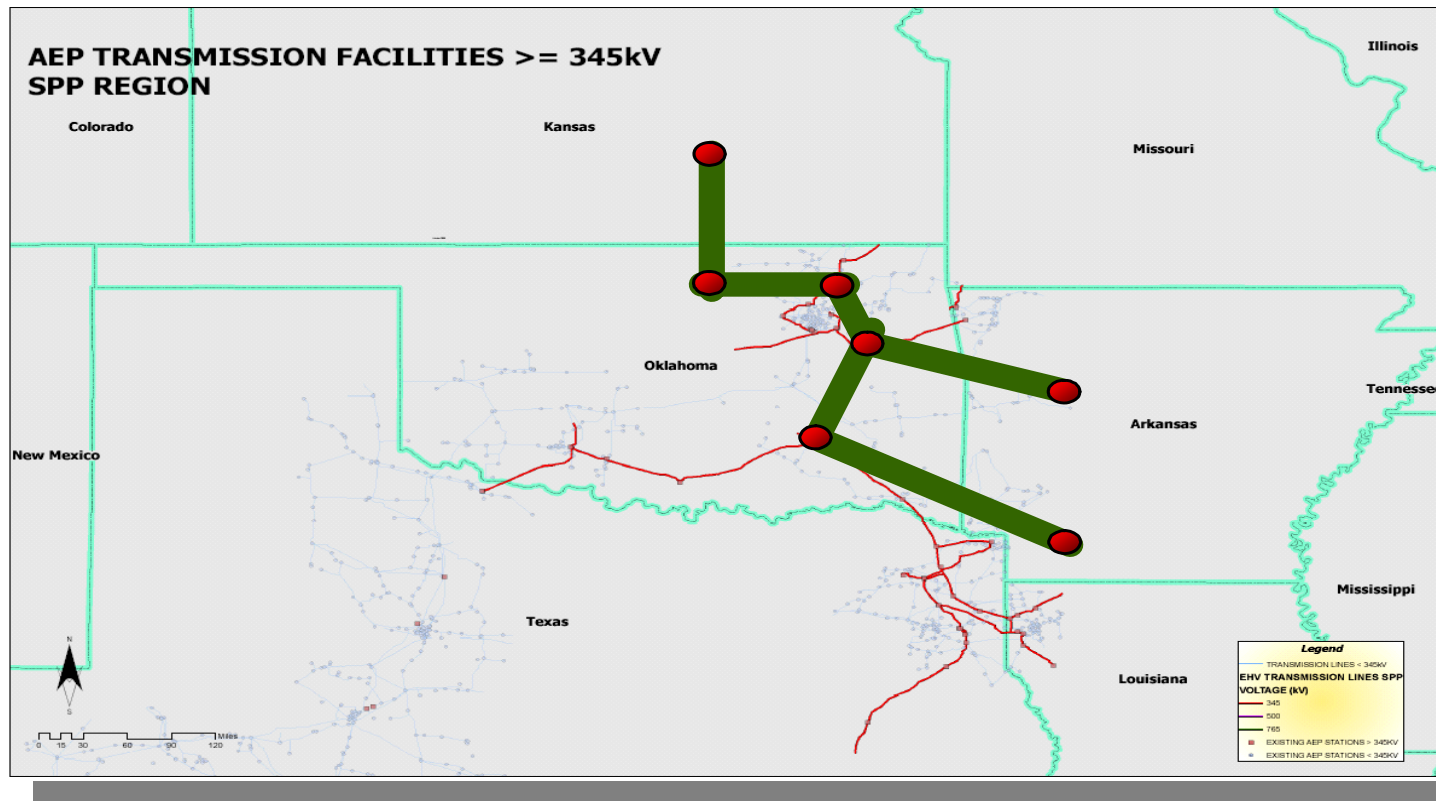 AEP TRANSMISSION FACILITIES >= 345kV
SPP REGION
Illinois
Colorado
Kansas
Missouri
Oklahoma
Tennessee
Arkansas
New Mexico
Mississippi
Texas
Louisiana
N
S
0 15 30 60 90 120 Miles
Legend
TRANSMISSION LINES < 345kV
EHV TRANSMISSION LINES SPP
VOLTAGE (kV)
345
500
765
EXISTING AEP STATIONS > 345KV
EXISTING AEP STATIONS < 345KV